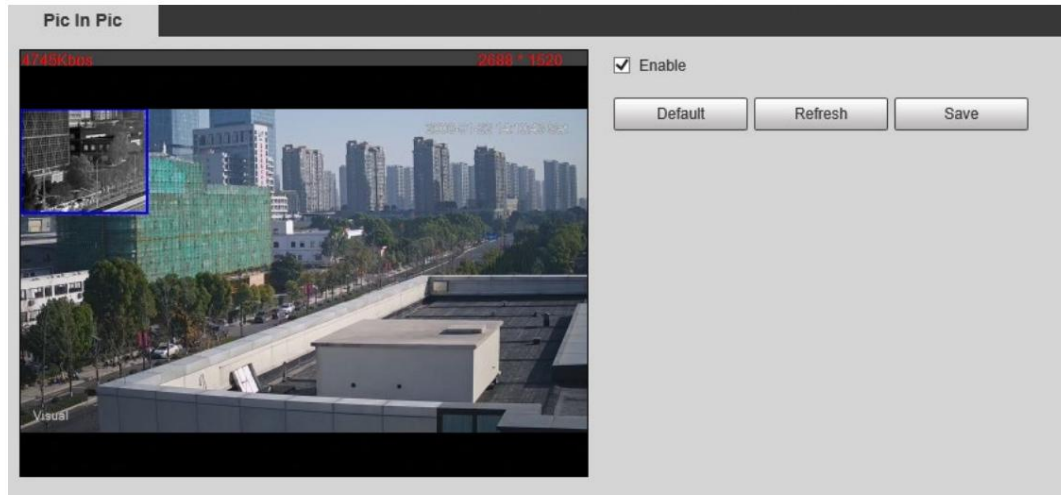 Pic In Pic
4745Kbps 2688 * 1520
Enable
Default Refresh Save
Visual